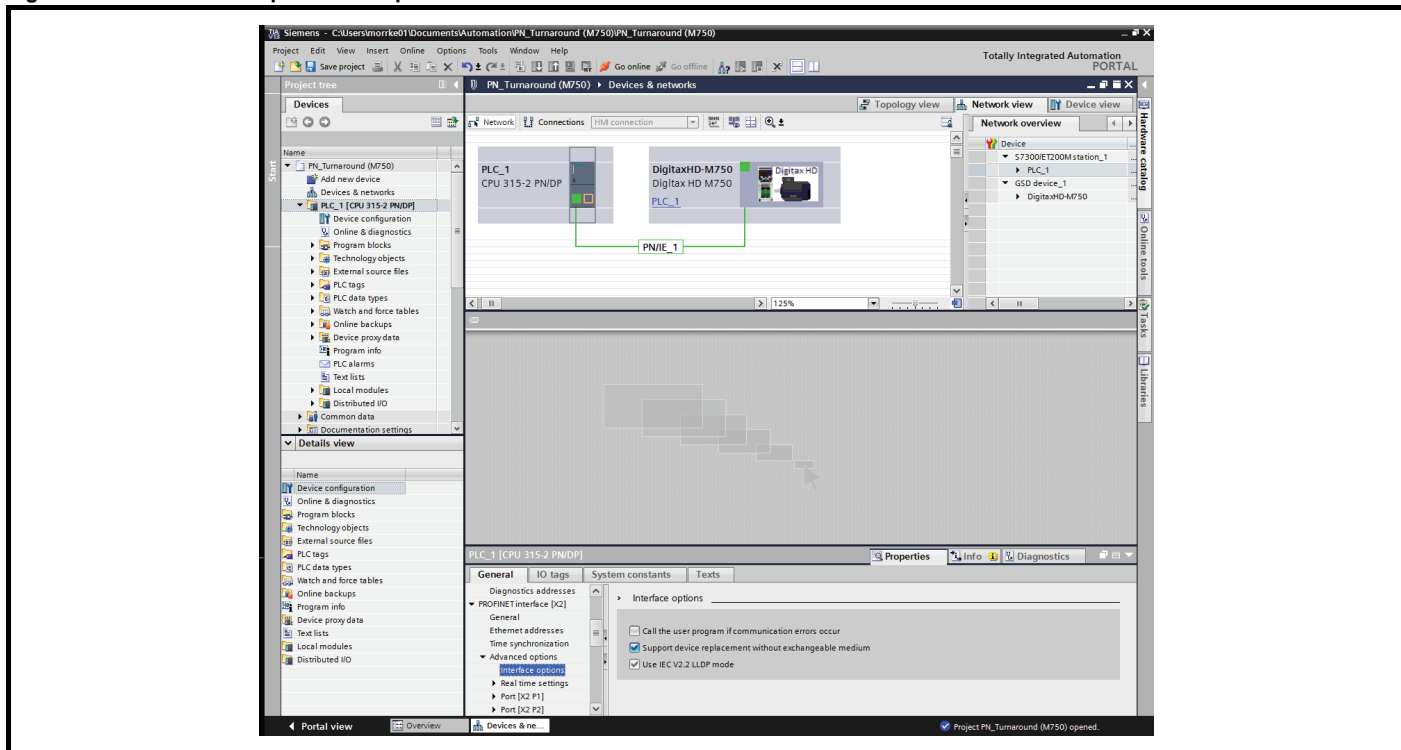 Siemens - C:\Users\morrke01\Documents\Automation\PN_Turnaround (M750)\PN_Turnaround (M750)
Project Edit View Insert Online Options Tools Window Help
Totally Integrated Automation
PORTAL
Save project
Go online
Go offline
Project tree
PN_Turnaround (M750) Devices & networks
Devices
Topology view
Network view
Device view
Network
Connections
HMI connection
Network overview
Name
PN_Turnaround (M750)
Add new device
Devices & networks
PLC_1 [CPU 315-2 PN/DP]
Device configuration
Online & diagnostics
Program blocks
Technology objects
External source files
PLC tags
PLC data types
Watch and force tables
Online backups
Device proxy data
Program info
PLC alarms
Text lists
Local modules
Distributed I/O
Common data
Documentation settings
Start
PLC_1
CPU 315-2 PN/DP
DigitaxHD-M750
Digitax HD M750
PLC_1
Digitax HD
PN/IE_1
125%
Device
S7300/ET200M station_1
PLC_1
GSD device_1
DigitaxHD-M750
Hardware catalog
Online tools
Tasks
Libraries
Details view
Name
Device configuration
Online & diagnostics
Program blocks
Technology objects
External source files
PLC tags
PLC data types
Watch and force tables
Online backups
Program info
Device proxy data
Text lists
Local modules
Distributed I/O
PLC_1 [CPU 315-2 PN/DP]
Properties
Info
Diagnostics
General
IO tags
System constants
Texts
Diagnostics addresses
PROFINET interface [X2]
General
Ethernet addresses
Time synchronization
Advanced options
Interface options
Real time settings
Port [X2 P1]
Port [X2 P2]
Interface options
Call the user program if communication errors occur
Support device replacement without exchangeable medium
Use IEC V2.2 LLDP mode
Portal view
Overview
Devices & ne...
Project PN_Turnaround (M750) opened.